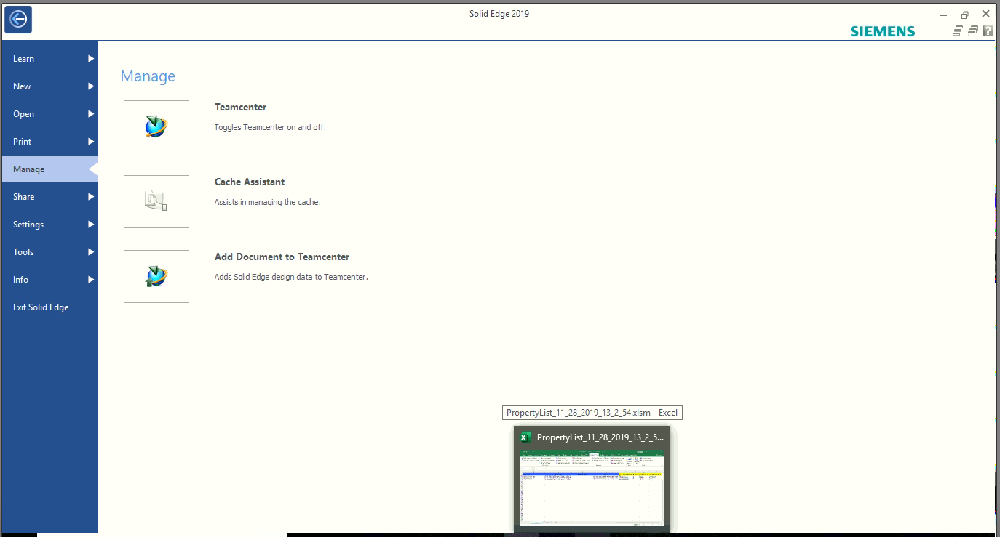 Solid Edge 2019
SIEMENS
Learn
New
Open
Print
Manage
Share
Settings
Tools
Info
Exit Solid Edge
Manage
Teamcenter
Toggles Teamcenter on and off.
Cache Assistant
Assists in managing the cache.
Add Document to Teamcenter
Adds Solid Edge design data to Teamcenter.
PropertyList_11_28_2019_13_2_54.xlsm - Excel
PropertyList_11_28_2019_13_2_5...